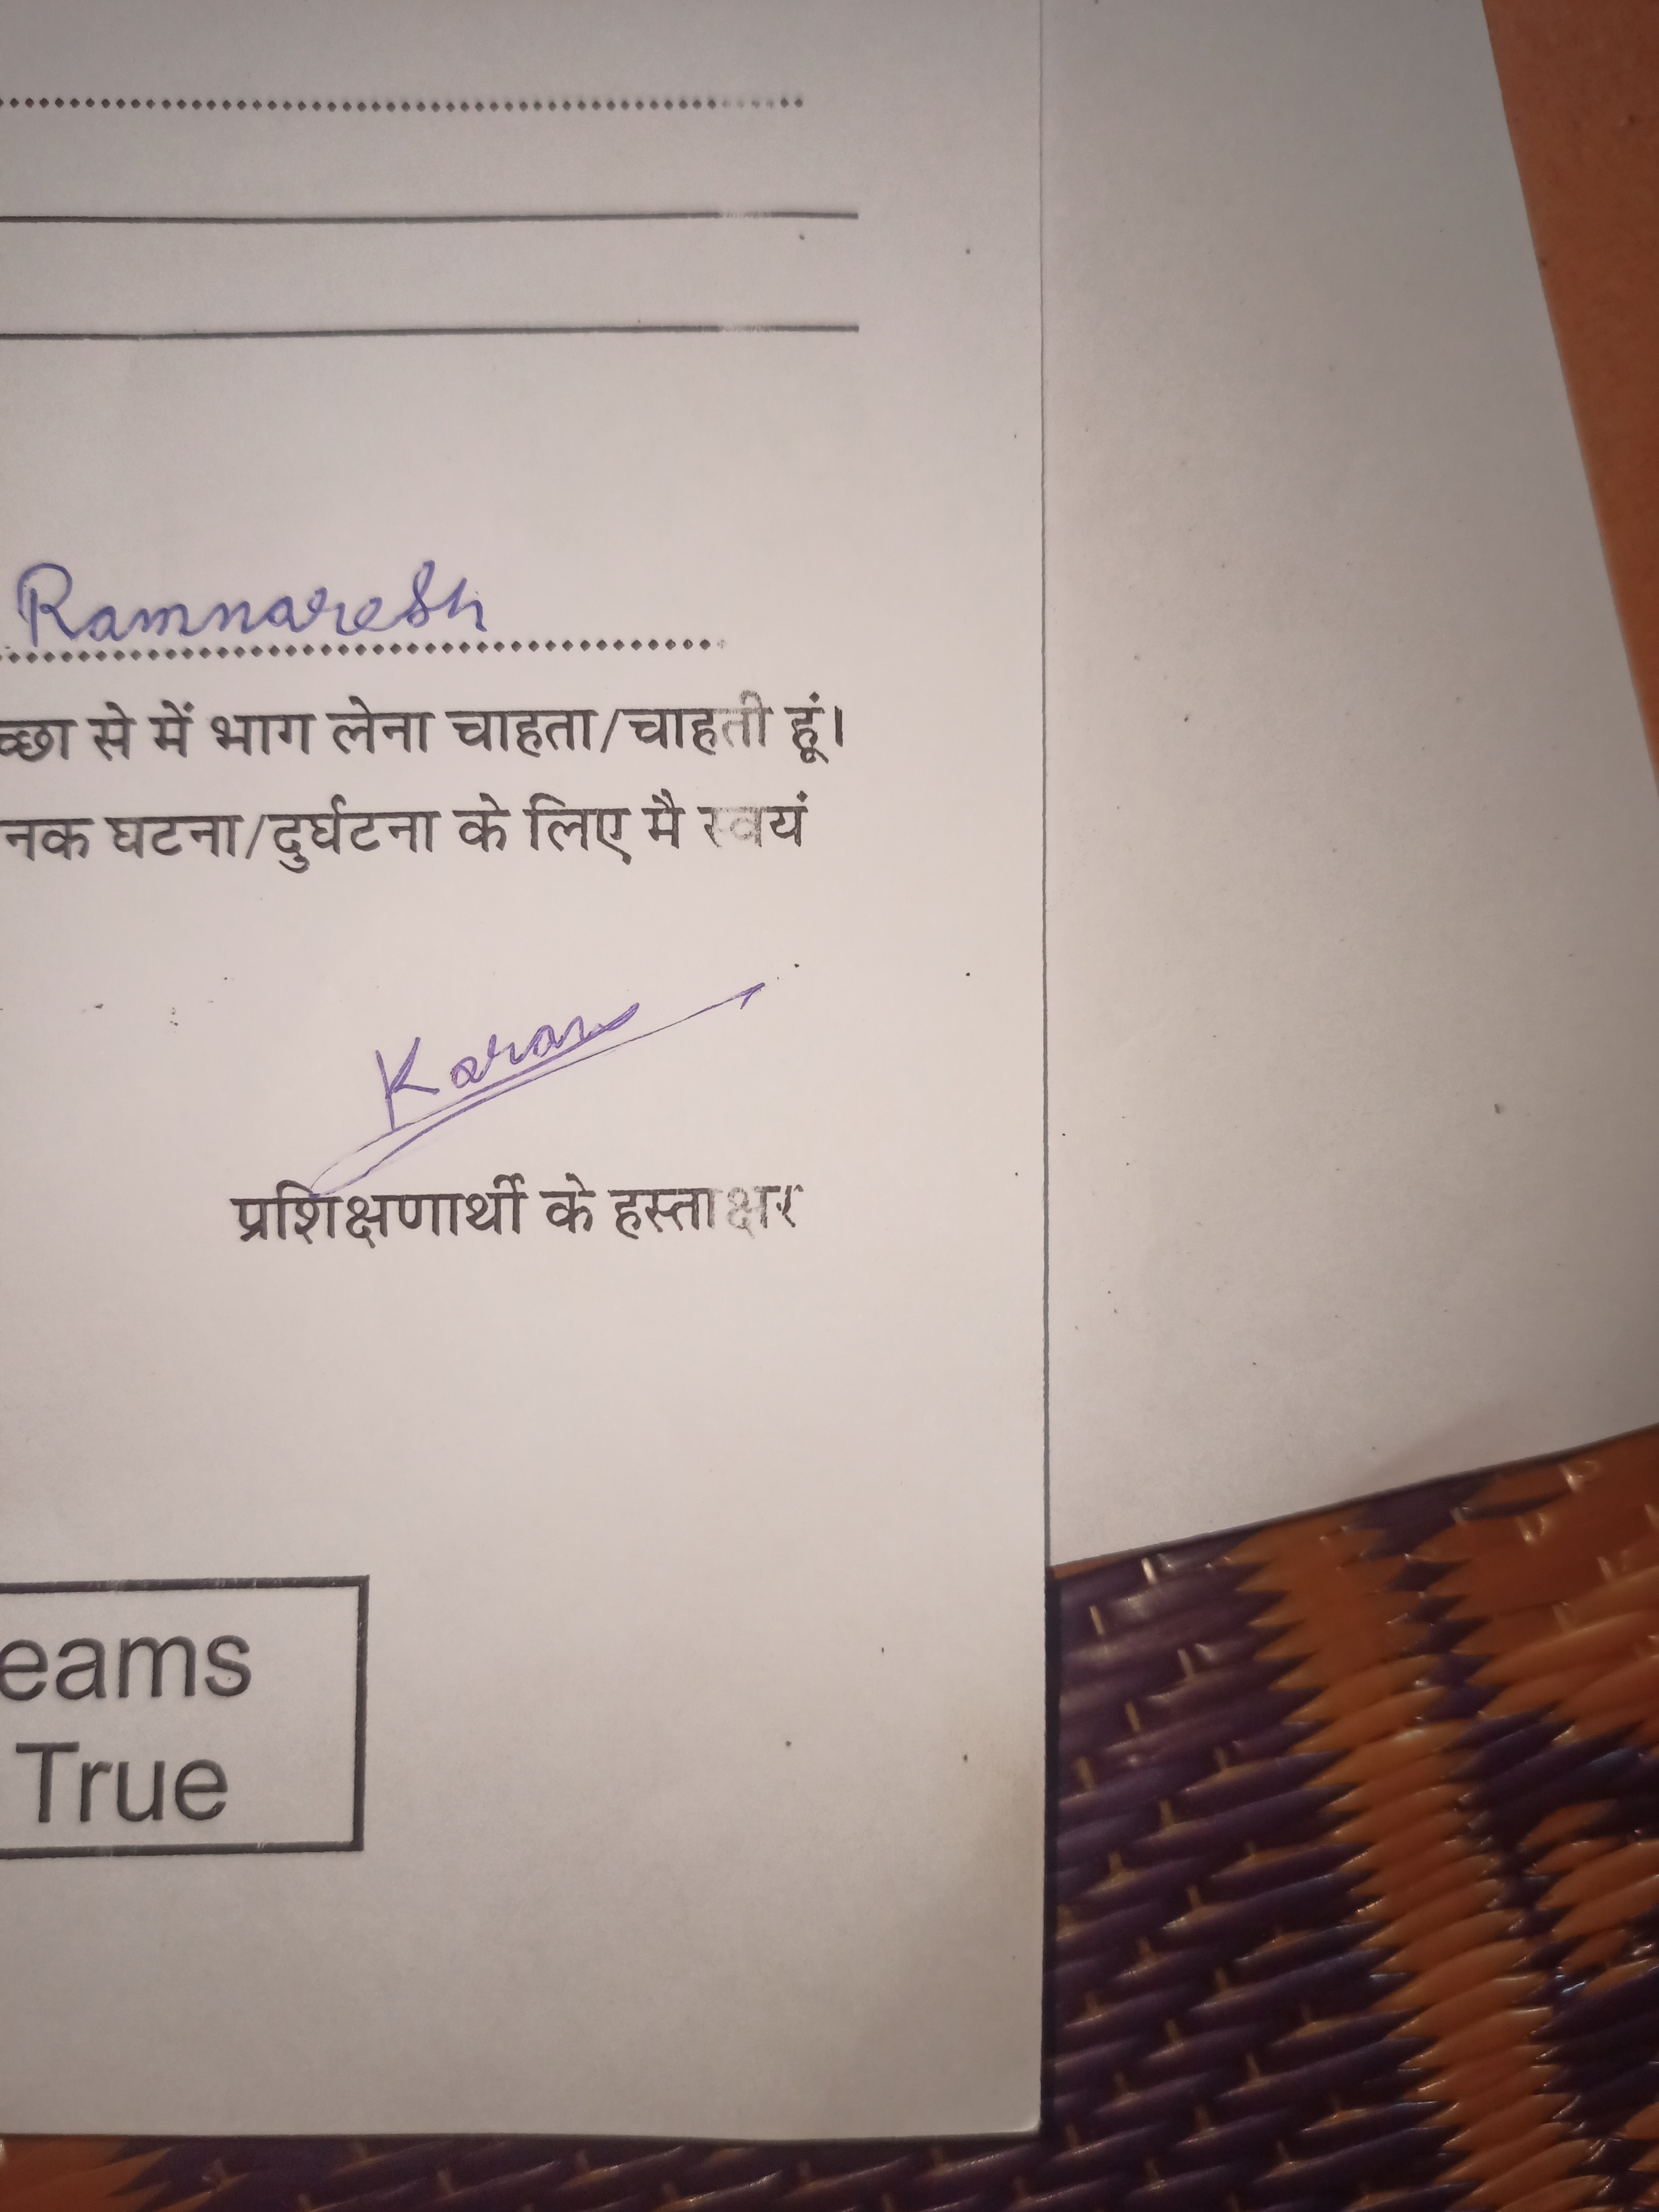 Ramnaresh
च्छा से में भाग लेना चाहता/चाहती हूं।
नक घटना/दुर्घटना के लिए मै स्वयं
Karan
प्रशिक्षणार्थी के हस्ताक्षर
eams
True